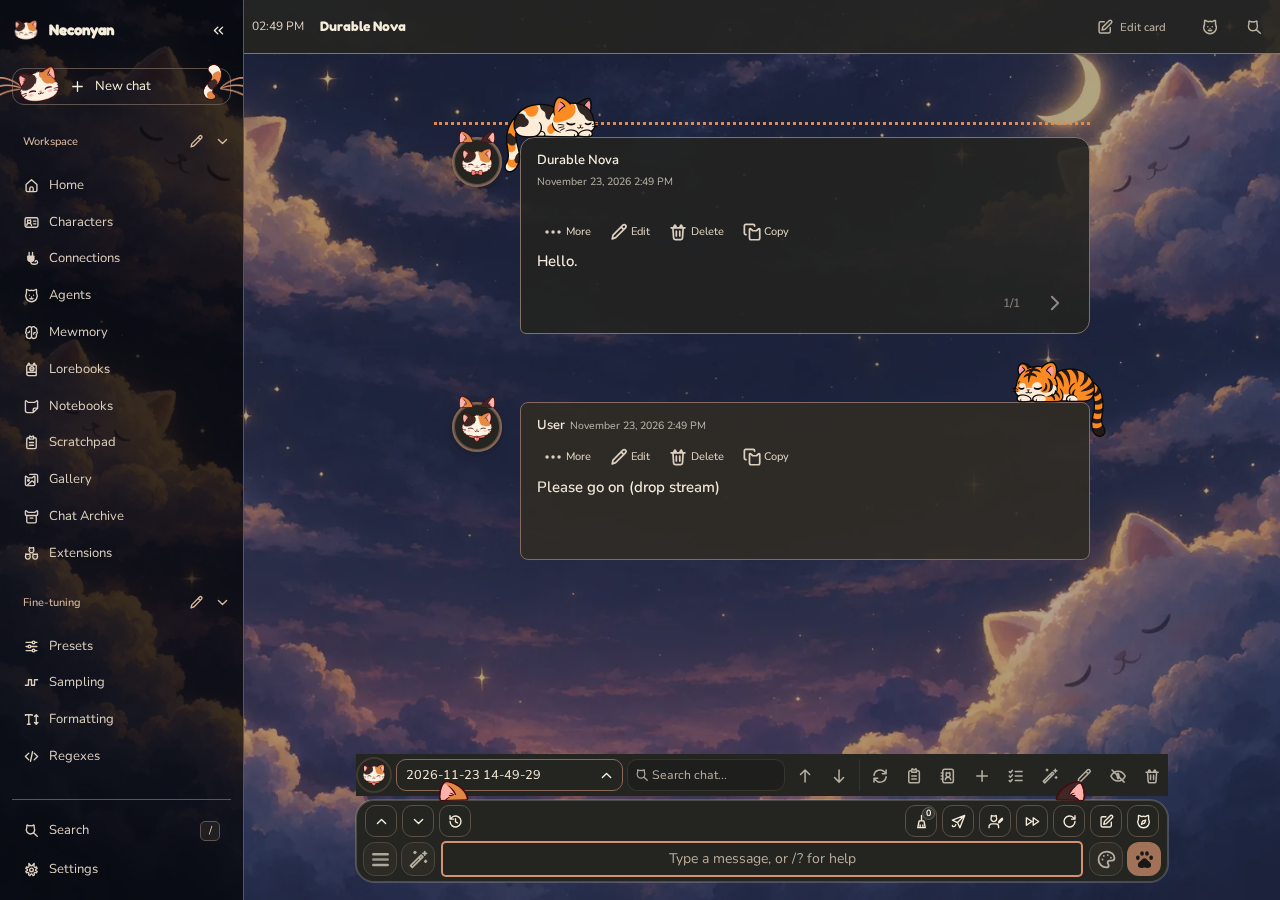 Neconyan
New chat
Workspace
Home
Characters
Connections
Agents
Mewmory
Lorebooks
Notebooks
Scratchpad
Gallery
Chat Archive
Extensions
Fine-tuning
Presets
Sampling
Formatting
Regexes
Search /
Settings
02:49 PM Durable Nova Edit card
Durable Nova
November 23, 2026 2:49 PM
More Edit Delete Copy
Hello.
1/1
User November 23, 2026 2:49 PM
More Edit Delete Copy
Please go on (drop stream)
2026-11-23 14-49-29 Search chat...
0
Type a message, or /? for help